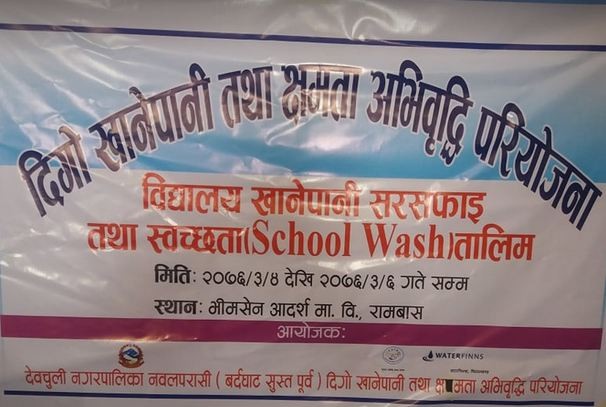 दिगो खानेपानी तथा क्षमता अभिवृद्धि परियोजना
विद्यालय खानेपानी सरसफाइ
तथा स्वच्छता(School Wash)तालिम
मिति: २०७६/३/४ देखि २०७६/३/६ गते सम्म
स्थान: भीमसेन आदर्श मा. वि., रामबास
आयोजक:
WATERFINNS
देवचुली नगरपालिका नवलपरासी ( बर्दघाट सुस्त पूर्व ) दिगो खानेपानी तथा क्षमता अभिवृद्धि परियोजना